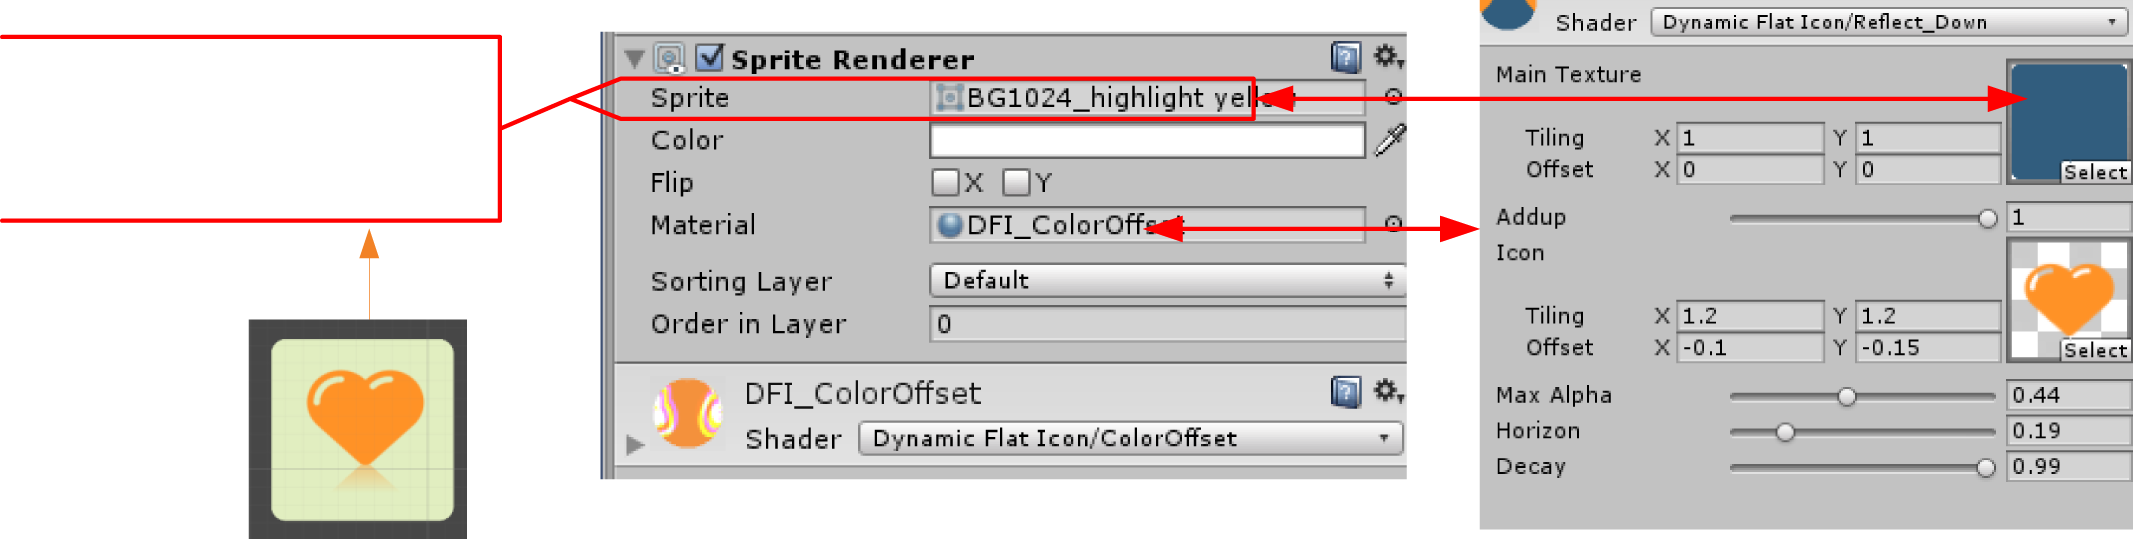 Sprite Renderer
Sprite BG1024_highlight
Color
Flip X Y
Material DFI_ColorOffset
Sorting Layer Default
Order in Layer 0
DFI_ColorOffset
Shader Dynamic Flat Icon/ColorOffset
Shader Dynamic Flat Icon/Reflect_Down
Main Texture
Tiling X 1 Y 1
Offset X 0 Y 0
Select
Addup 1
Icon
Tiling X 1.2 Y 1.2
Offset X -0.1 Y -0.15
Select
Max Alpha 0.44
Horizon 0.19
Decay 0.99